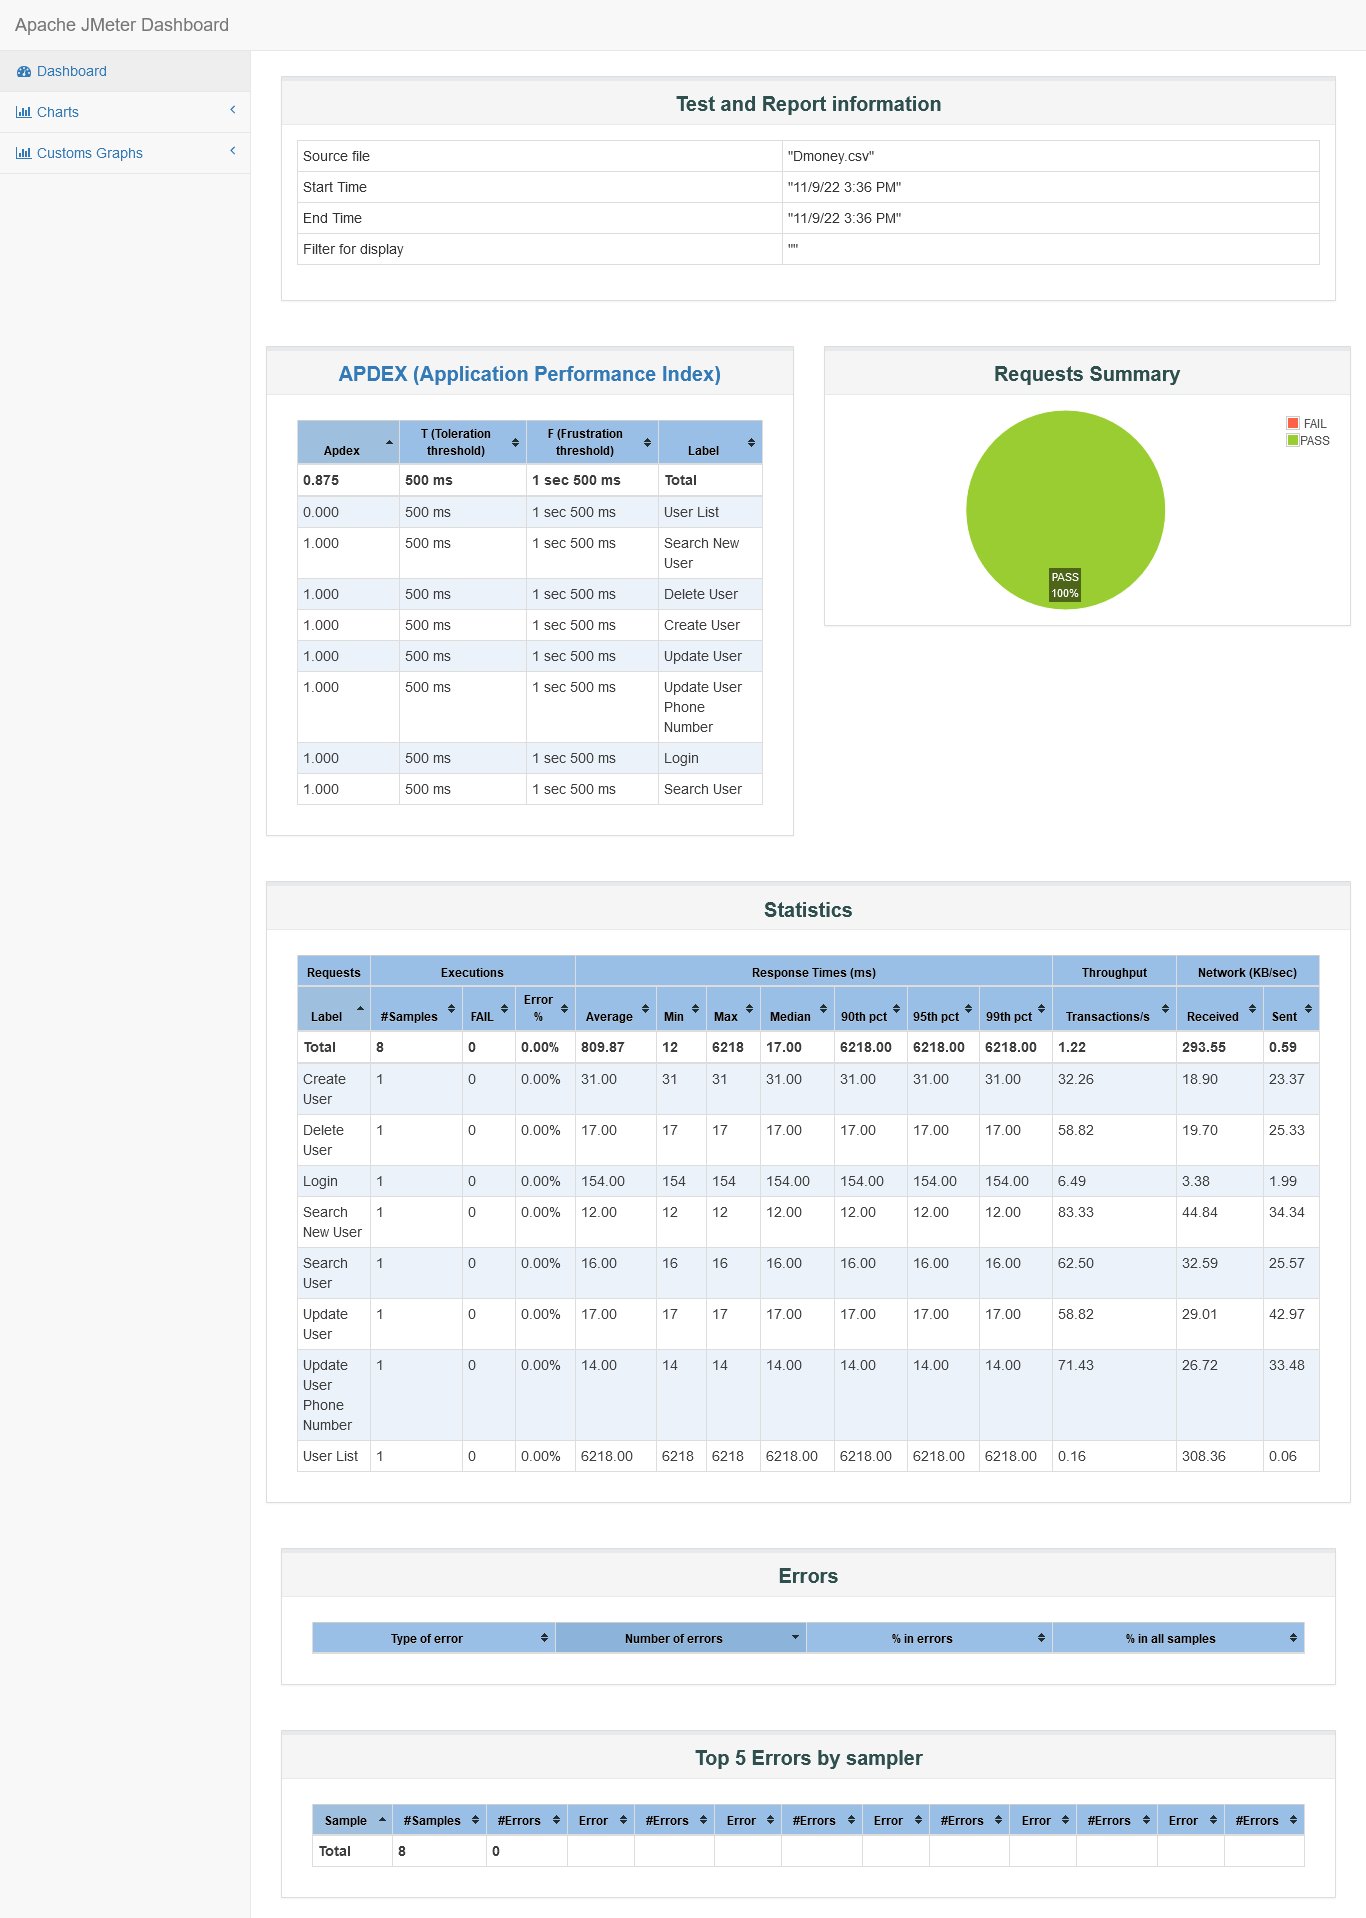 Apache JMeter Dashboard
Dashboard
Charts
Customs Graphs
Test and Report information
Source file "Dmoney.csv"
Start Time "11/9/22 3:36 PM"
End Time "11/9/22 3:36 PM"
Filter for display ""
APDEX (Application Performance Index)
Apdex T (Toleration threshold) F (Frustration threshold) Label
0.875 500 ms 1 sec 500 ms Total
0.000 500 ms 1 sec 500 ms User List
1.000 500 ms 1 sec 500 ms Search New
User
1.000 500 ms 1 sec 500 ms Delete User
1.000 500 ms 1 sec 500 ms Create User
1.000 500 ms 1 sec 500 ms Update User
1.000 500 ms 1 sec 500 ms Update User
Phone
Number
1.000 500 ms 1 sec 500 ms Login
1.000 500 ms 1 sec 500 ms Search User
Requests Summary
FAIL
PASS
PASS
100%
Statistics
Requests Executions Response Times (ms) Throughput Network (KB/sec)
Label #Samples FAIL Error % Average Min Max Median 90th pct 95th pct 99th pct Transactions/s Received Sent
Total 8 0 0.00% 809.87 12 6218 17.00 6218.00 6218.00 6218.00 1.22 293.55 0.59
Create 1 0 0.00% 31.00 31 31 31.00 31.00 31.00 31.00 32.26 18.90 23.37
User
Delete 1 0 0.00% 17.00 17 17 17.00 17.00 17.00 17.00 58.82 19.70 25.33
User
Login 1 0 0.00% 154.00 154 154 154.00 154.00 154.00 154.00 6.49 3.38 1.99
Search 1 0 0.00% 12.00 12 12 12.00 12.00 12.00 12.00 83.33 44.84 34.34
New User
Search 1 0 0.00% 16.00 16 16 16.00 16.00 16.00 16.00 62.50 32.59 25.57
User
Update 1 0 0.00% 17.00 17 17 17.00 17.00 17.00 17.00 58.82 29.01 42.97
User
Update 1 0 0.00% 14.00 14 14 14.00 14.00 14.00 14.00 71.43 26.72 33.48
User
Phone
Number
User List 1 0 0.00% 6218.00 6218 6218 6218.00 6218.00 6218.00 6218.00 0.16 308.36 0.06
Errors
Type of error Number of errors % in errors % in all samples
Top 5 Errors by sampler
Sample #Samples #Errors Error #Errors Error #Errors Error #Errors Error #Errors Error #Errors
Total 8 0